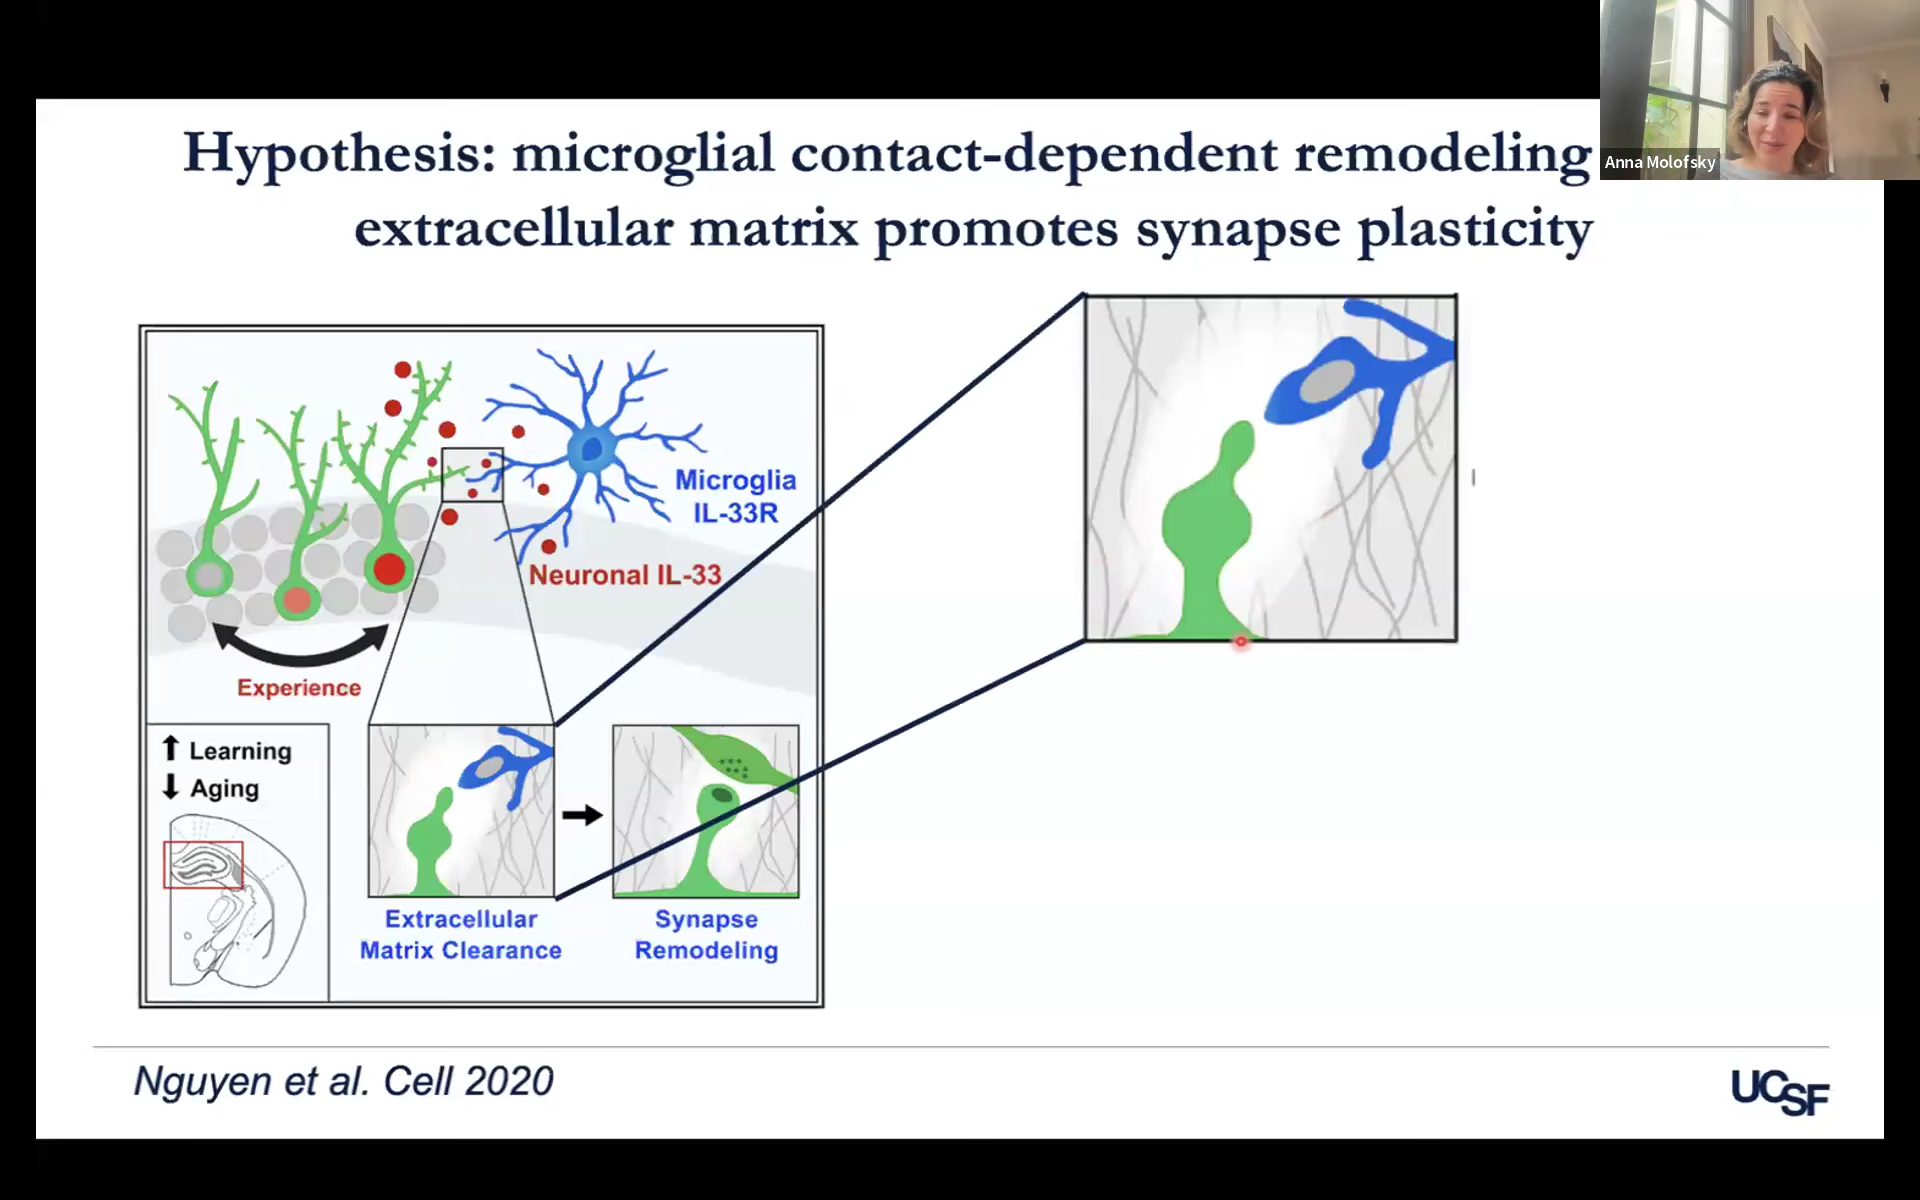 Hypothesis: microglial contact-dependent remodeling
extracellular matrix promotes synapse plasticity
Anna Molofsky
Microglia
IL-33R
Neuronal IL-33
Experience
↑ Learning
↓ Aging
Extracellular
Matrix Clearance
Synapse
Remodeling
Nguyen et al. Cell 2020
UCSF